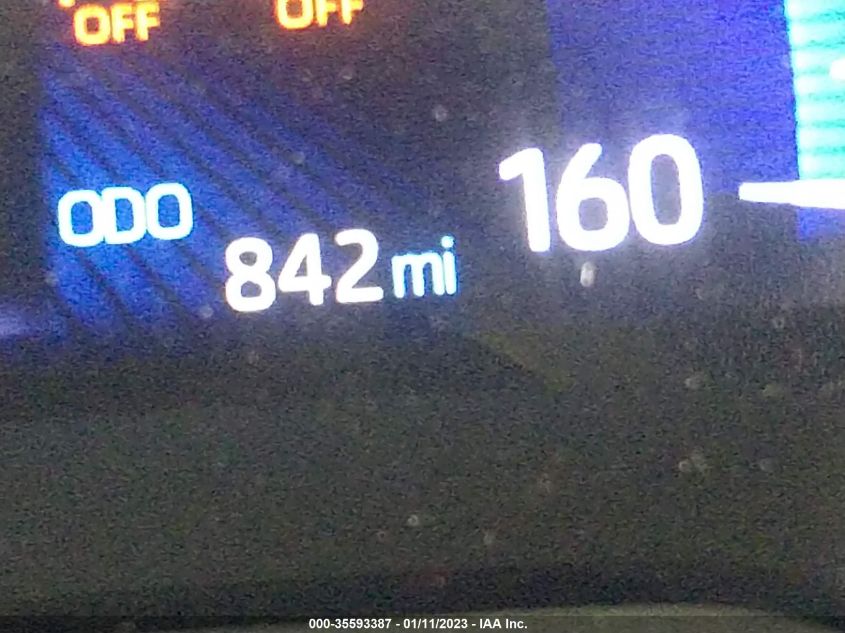 OFF OFF
160
ODO
842 mi
000-35593387 - 01/11/2023 - IAA Inc.